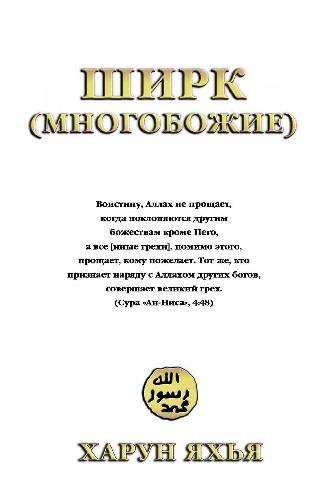 ШИРК
(МНОГОБОЖИЕ)
Воистину, Аллах не прощает,
когда поклоняются другим
божествам кроме Него,
а все [иные грехи], помимо этого,
прощает, кому пожелает. Тот же, кто
признает наряду с Аллахом других богов,
совершает великий грех.
(Сура «Ан-Ниса», 4:48)
الله
رسول
محمد
ХАРУН ЯХЬЯ